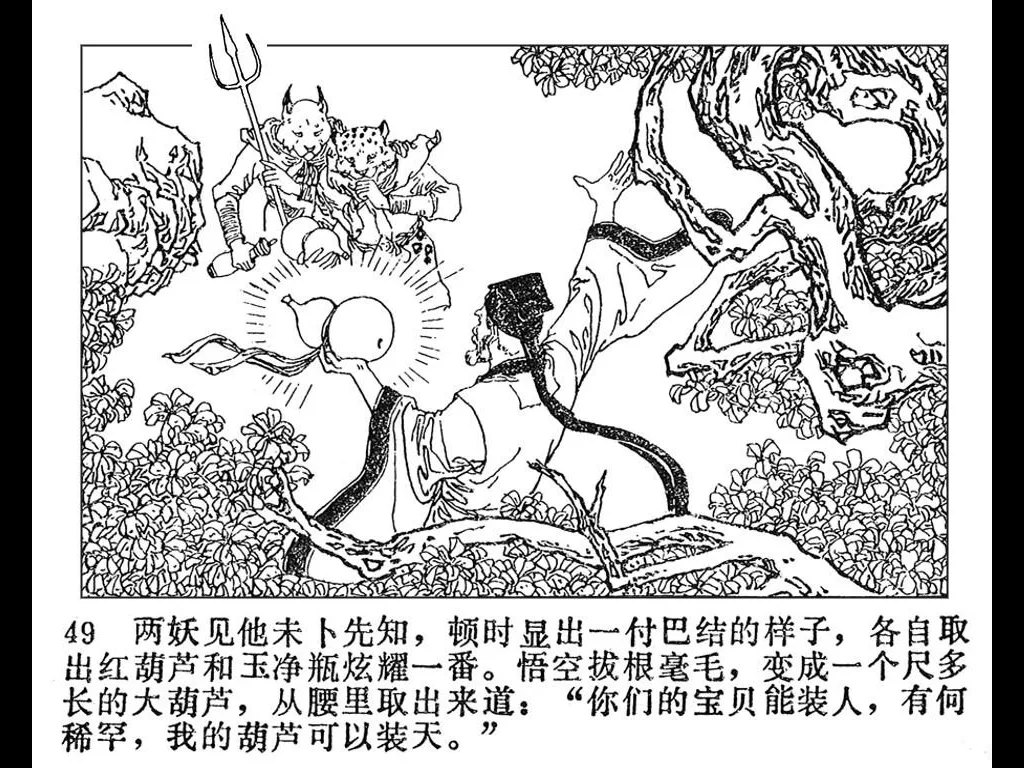 49 两妖见他未卜先知，顿时显出一付巴结的样子，各自取
出红葫芦和玉净瓶炫耀一番。悟空拔根毫毛，变成一个尺多
长的大葫芦，从腰里取出来道：“你们的宝贝能装人，有何
稀罕，我的葫芦可以装天。”